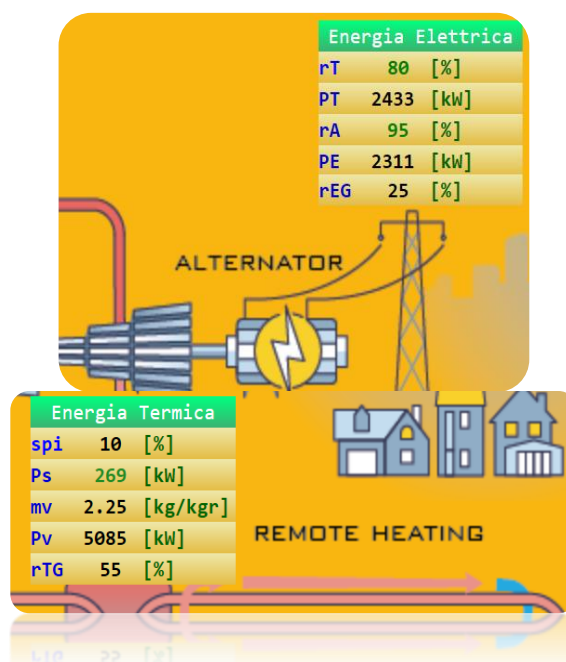 Energia Elettrica
rT 80 [%]
PT 2433 [kW]
rA 95 [%]
PE 2311 [kW]
rEG 25 [%]
ALTERNATOR
Energia Termica
spi 10 [%]
Ps 269 [kW]
mv 2.25 [kg/kgr]
Pv 5085 [kW]
rTG 55 [%]
REMOTE HEATING